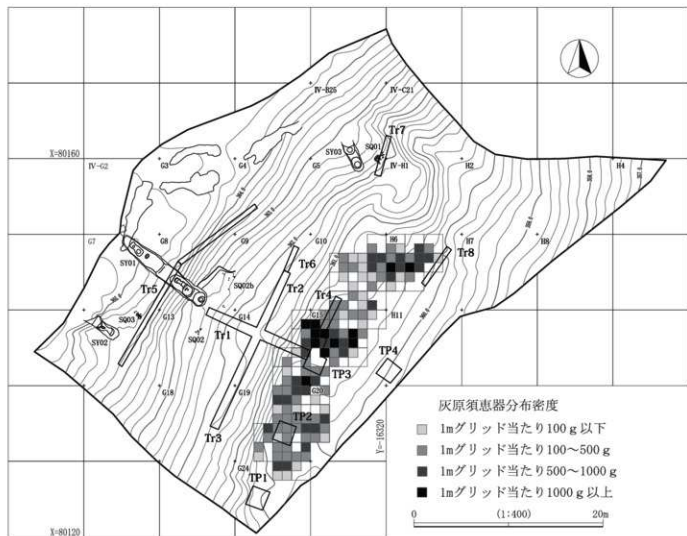 IV-B25
IV-C21
Tr7
X=80160
IV-G2
G3
G4
G5
SY03
SQ01
IV-H1
H2
H4
G7
G8
G9
G10
H6
H7
H8
SY01
Tr5
Tr6
Tr2
Tr8
SQ02b
Tr4
SQ03
SY02
G13
SQ02
G14
Tr1
G15
H11
TP3
TP4
G18
G19
G20
Tr3
TP2
G24
TP1
Y=-16320
X=80120
灰原須恵器分布密度
1mグリッド当たり100g以下
1mグリッド当たり100~500g
1mグリッド当たり500~1000g
1mグリッド当たり1000g以上
0 (1:400) 20m